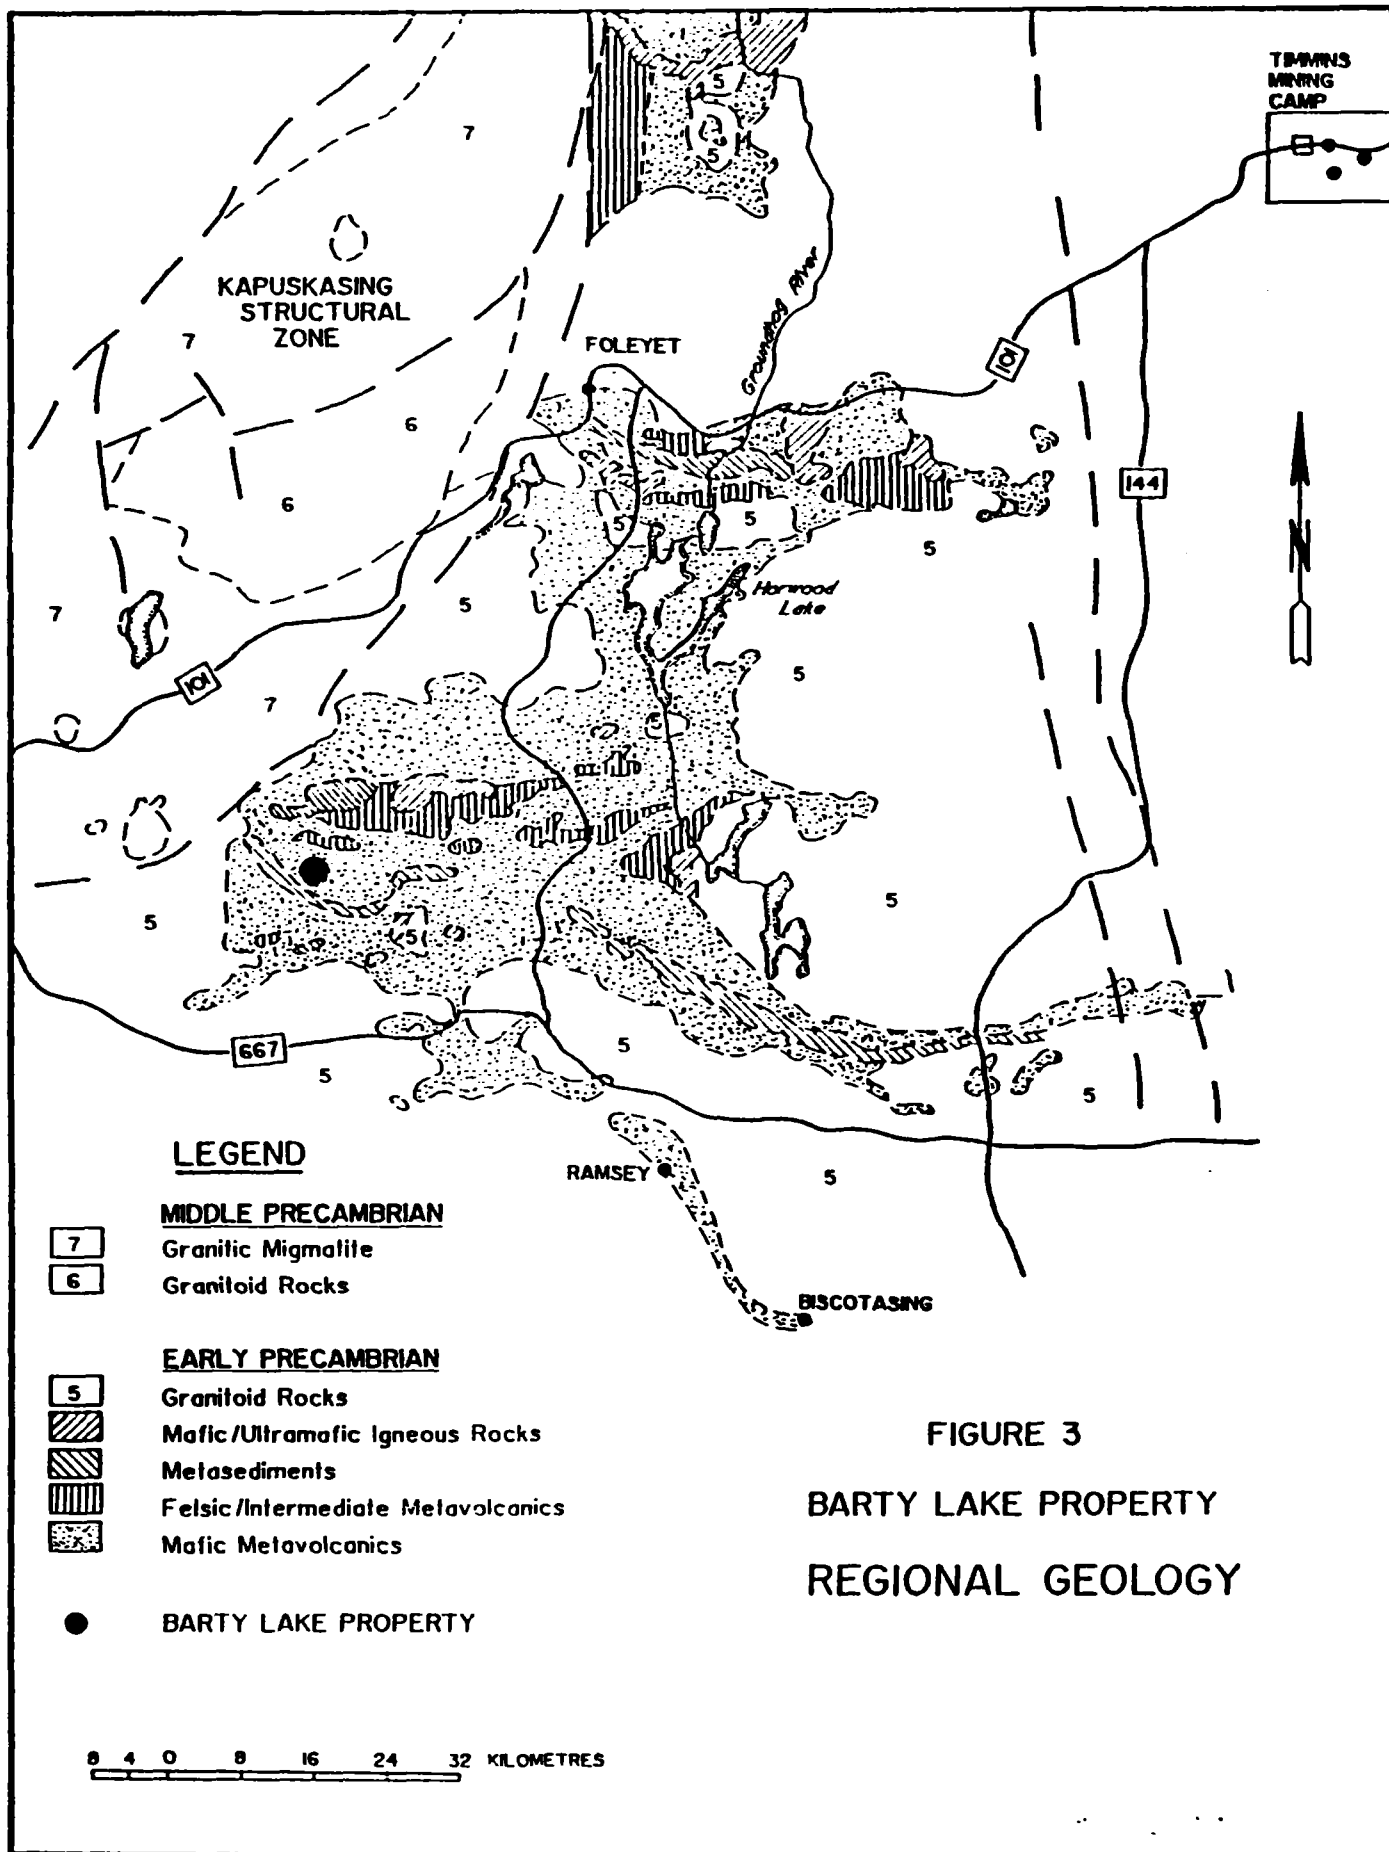 TIMMINS
MINING
CAMP
5
7
5
KAPUSKASING
STRUCTURAL
ZONE
7
Groundhog River
FOLEYET
101
6
144
6
5
5
5
N
Horwood
Lake
7
5
5
101
7
5
5
5
5
5
667
5
5
5
LEGEND
RAMSEY
5
MIDDLE PRECAMBRIAN
7 Granitic Migmatite
6 Granitoid Rocks
BISCOTASING
EARLY PRECAMBRIAN
5 Granitoid Rocks
Mafic/Ultramafic Igneous Rocks
Metasediments
Felsic/Intermediate Metavolcanics
Mafic Metavolcanics
BARTY LAKE PROPERTY
FIGURE 3
BARTY LAKE PROPERTY
REGIONAL GEOLOGY
8 4 0 8 16 24 32 KILOMETRES